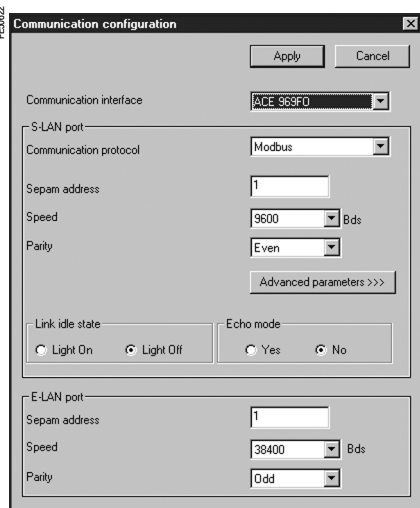 Communication configuration
Apply Cancel
Communication interface ACE 969FO
S-LAN port
Communication protocol Modbus
Sepam address 1
Speed 9600 Bds
Parity Even
Advanced parameters >>>
Link idle state
Light On Light Off
Echo mode
Yes No
E-LAN port
Sepam address 1
Speed 38400 Bds
Parity Odd